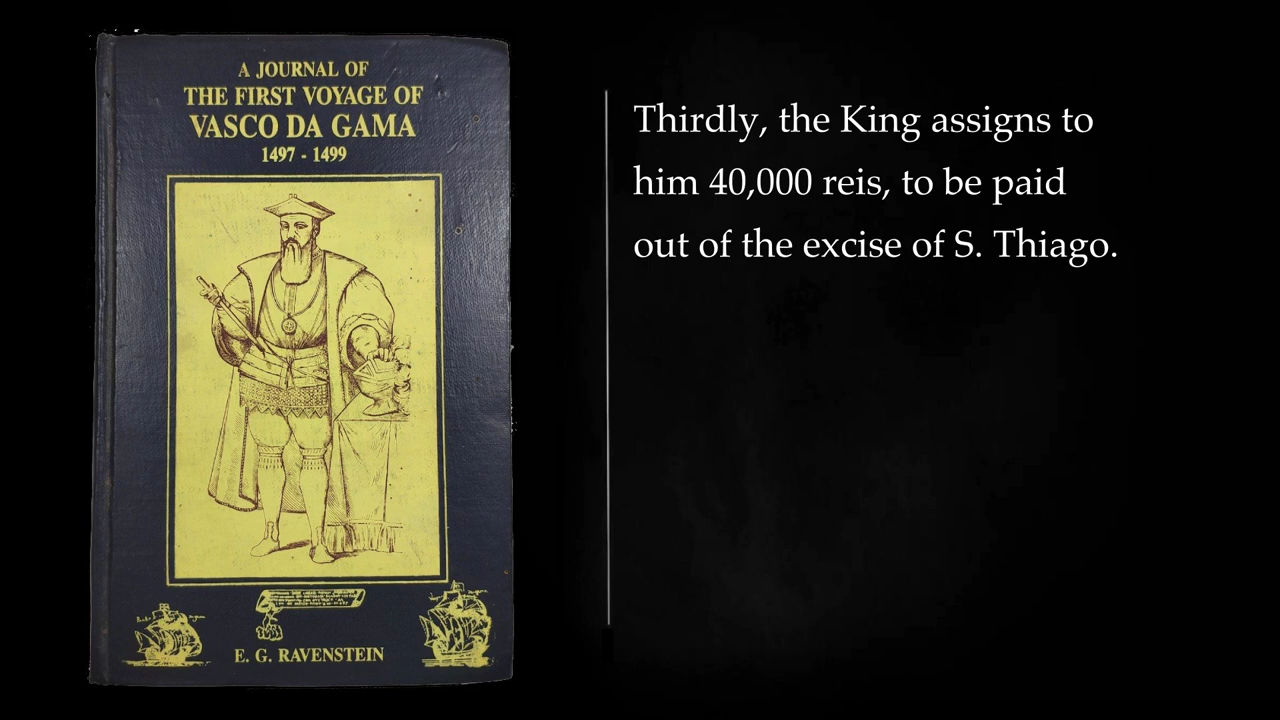 A JOURNAL OF
THE FIRST VOYAGE OF
VASCO DA GAMA
1497 - 1499
E. G. RAVENSTEIN
Thirdly, the King assigns to
him 40,000 reis, to be paid
out of the excise of S. Thiago.